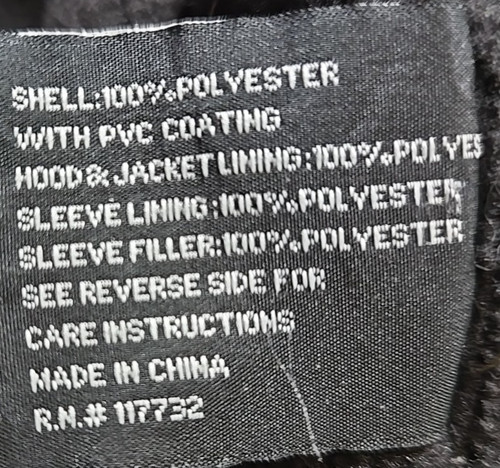 SHELL:100%POLYESTER
WITH PVC COATING
HOOD&JACKET LINING:100%POLYES
SLEEVE LINING:100%POLYESTER
SLEEVE FILLER:100%POLYESTER
SEE REVERSE SIDE FOR
CARE INSTRUCTIONS
MADE IN CHINA
R.N.# 117732